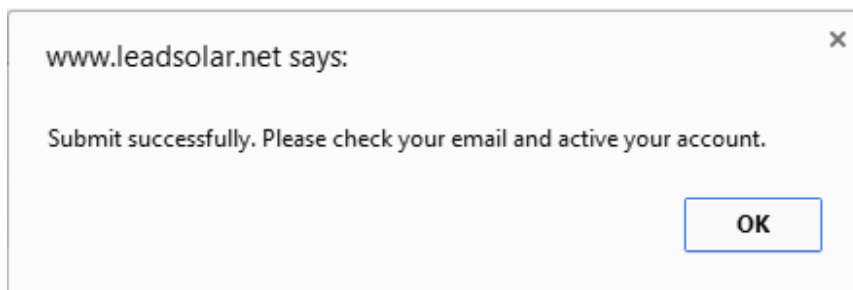 www.leadsolar.net says:
Submit successfully. Please check your email and active your account.
OK